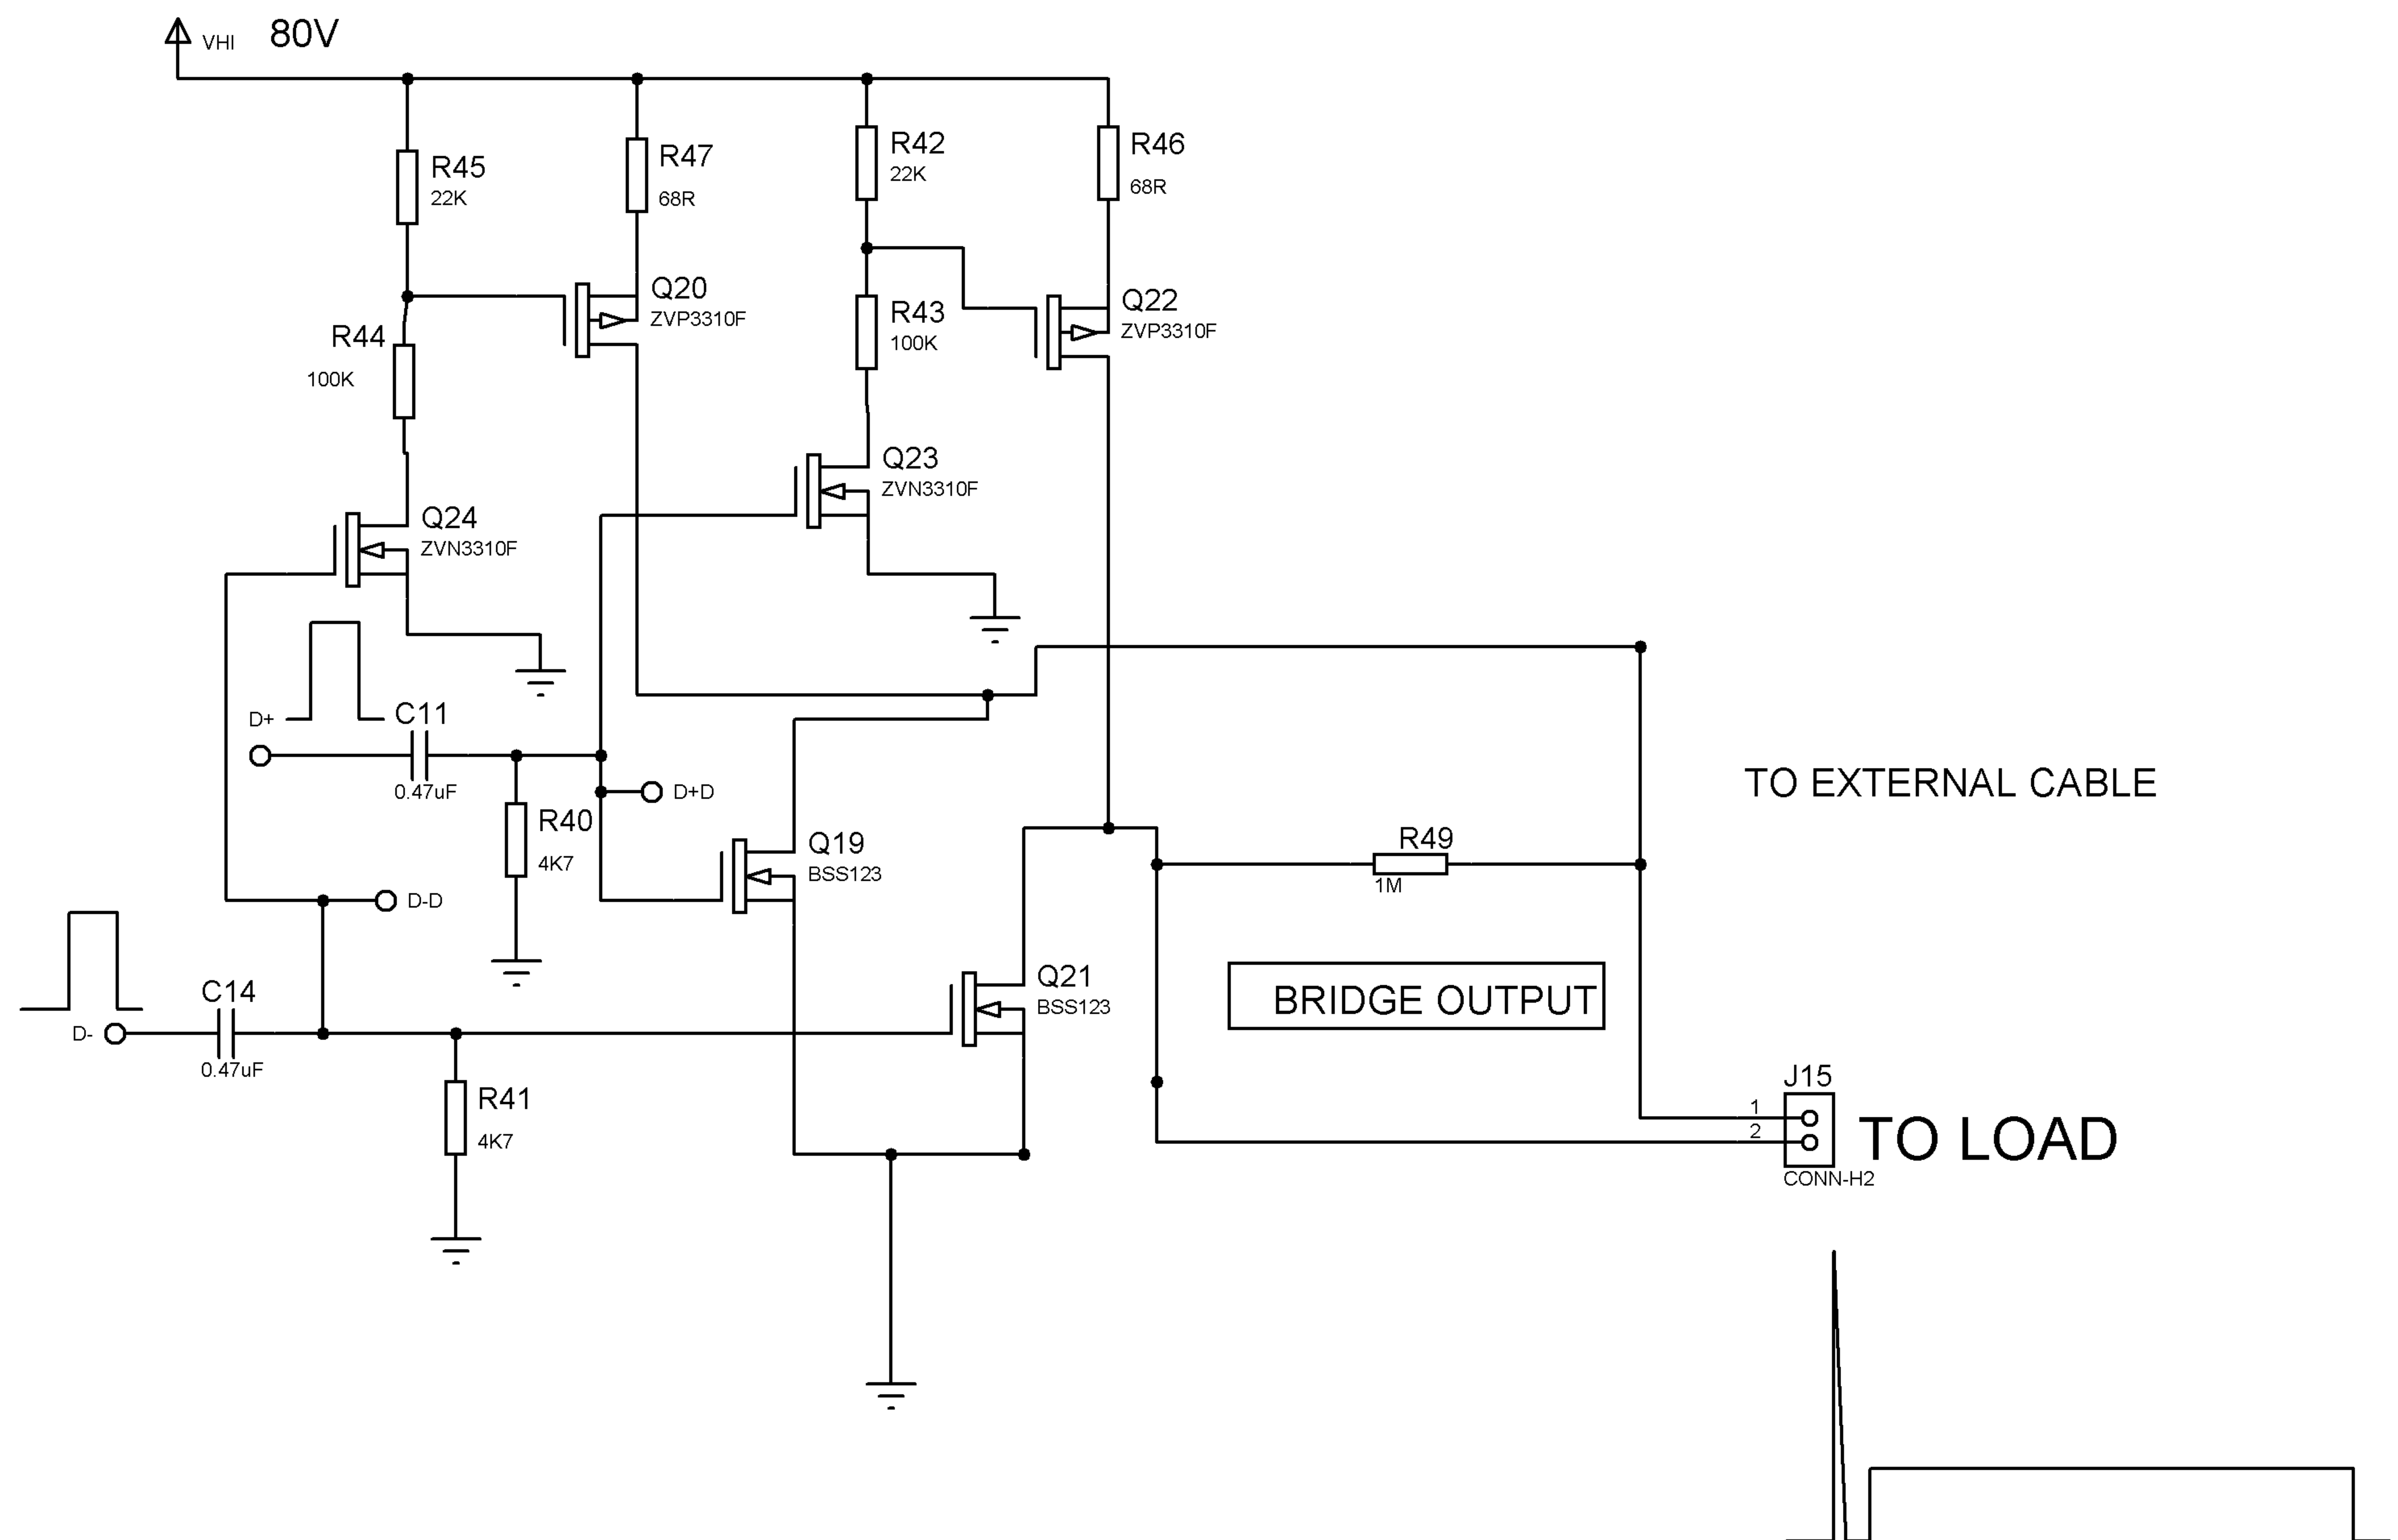 VHI 80V
R45
22K
R47
68R
R42
22K
R46
68R
Q20
ZVP3310F
Q22
ZVP3310F
R44
100K
R43
100K
Q23
ZVN3310F
Q24
ZVN3310F
D+
C11
0.47uF
D+D
R40
4K7
TO EXTERNAL CABLE
Q19
BSS123
R49
1M
D-D
Q21
BSS123
BRIDGE OUTPUT
C14
D-
0.47uF
R41
4K7
J15
1
2
TO LOAD
CONN-H2